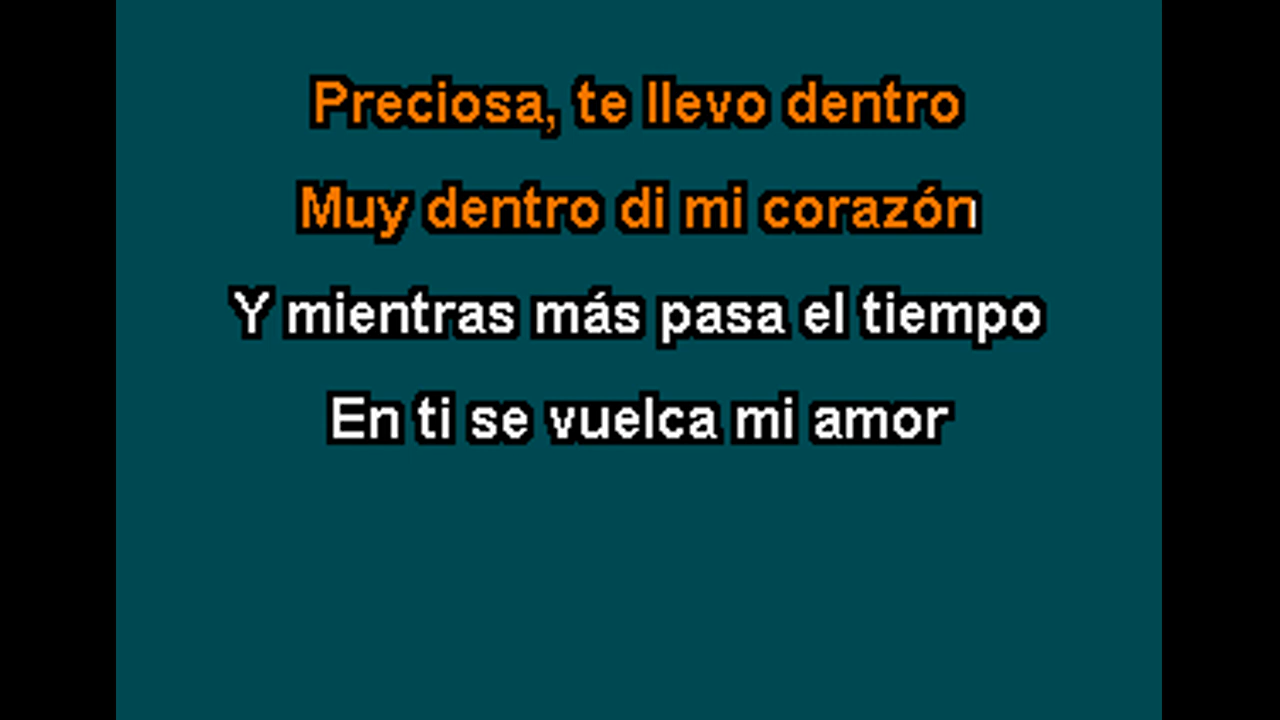 Preciosa, te llevo dentro
Muy dentro di mi corazón
Y mientras más pasa el tiempo
En ti se vuelca mi amor